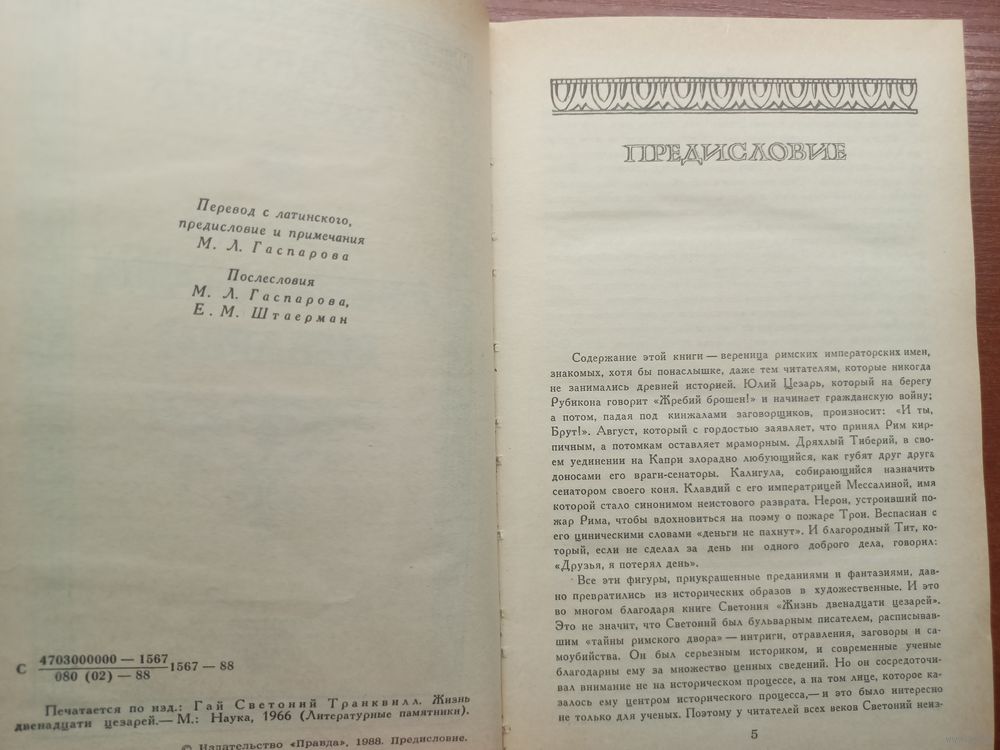 Перевод с латинского,
предисловие и примечания
М. Л. Гаспарова
Послесловия
М. Л. Гаспарова,
Е. М. Штаерман
С 4703000000 — 1567
080 (02) — 88
1567 — 88
Печатается по изд.: Гай Светоний Транквилл. Жизнь
двенадцати цезарей.— М.: Наука, 1966 (Литературные памятники).
© Издательство «Правда», 1988. Предисловие.
ПРЕДИСЛОВИЕ
Содержание этой книги — вереница римских императорских имен,
знакомых, хотя бы понаслышке, даже тем читателям, которые никогда
не занимались древней историей. Юлий Цезарь, который на берегу
Рубикона говорит «Жребий брошен!» и начинает гражданскую войну;
а потом, падая под кинжалами заговорщиков, произносит: «И ты,
Брут!». Август, который с гордостью заявляет, что принял Рим кир-
пичным, а потомкам оставляет мраморным. Дряхлый Тиберий, в сво-
ем уединении на Капри злорадно любующийся, как губят друг друга
доносами его враги-сенаторы. Калигула, собирающийся назначить
сенатором своего коня. Клавдий с его императрицей Мессалиной, имя
которой стало синонимом неистового разврата. Нерон, устроивший по-
жар Рима, чтобы вдохновиться на поэму о пожаре Трои. Веспасиан с
его циническими словами «деньги не пахнут». И благородный Тит, ко-
торый, если не сделал за день ни одного доброго дела, говорил:
«Друзья, я потерял день».
Все эти фигуры, приукрашенные преданиями и фантазиями, дав-
но превратились из исторических образов в художественные. И это
во многом благодаря книге Светония «Жизнь двенадцати цезарей».
Это не значит, что Светоний был бульварным писателем, расписывав-
шим «тайны римского двора» — интриги, отравления, заговоры и са-
моубийства. Он был серьезным историком, и современные ученые
благодарны ему за множество ценных сведений. Но он сосредоточи-
вал внимание не на историческом процессе, а на том лице, которое ка-
залось ему центром исторического процесса,— и это было интересно
не только для ученых. Поэтому у читателей всех веков Светоний неиз-
5